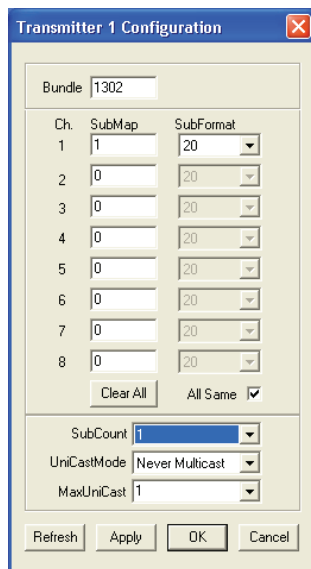 Transmitter 1 Configuration
Bundle 1302
Ch. SubMap SubFormat
1 1 20
2 0 20
3 0 20
4 0 20
5 0 20
6 0 20
7 0 20
8 0 20
Clear All All Same
SubCount 1
UniCastMode Never Multicast
MaxUniCast 1
Refresh Apply OK Cancel